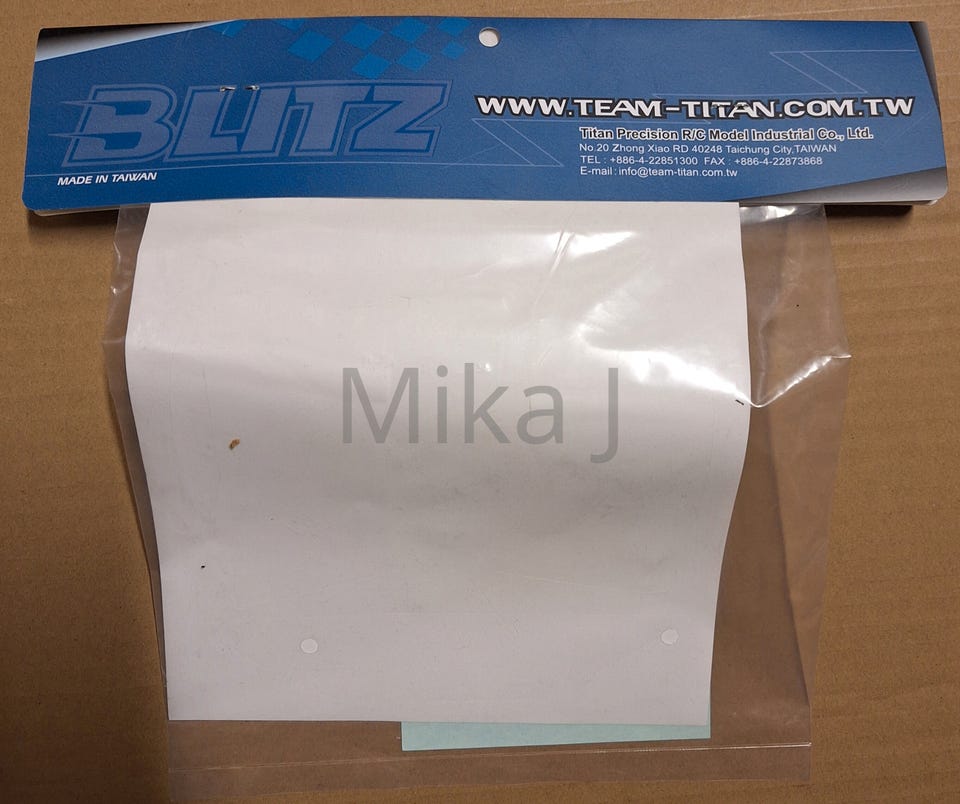 BLITZ
MADE IN TAIWAN
WWW.TEAM-TITAN.COM.TW
Titan Precision R/C Model Industrial Co., Ltd.
No.20 Zhong Xiao RD 40248 Taichung City,TAIWAN
TEL : +886-4-22851300 FAX : +886-4-22873868
E-mail : info@team-titan.com.tw
Mika J